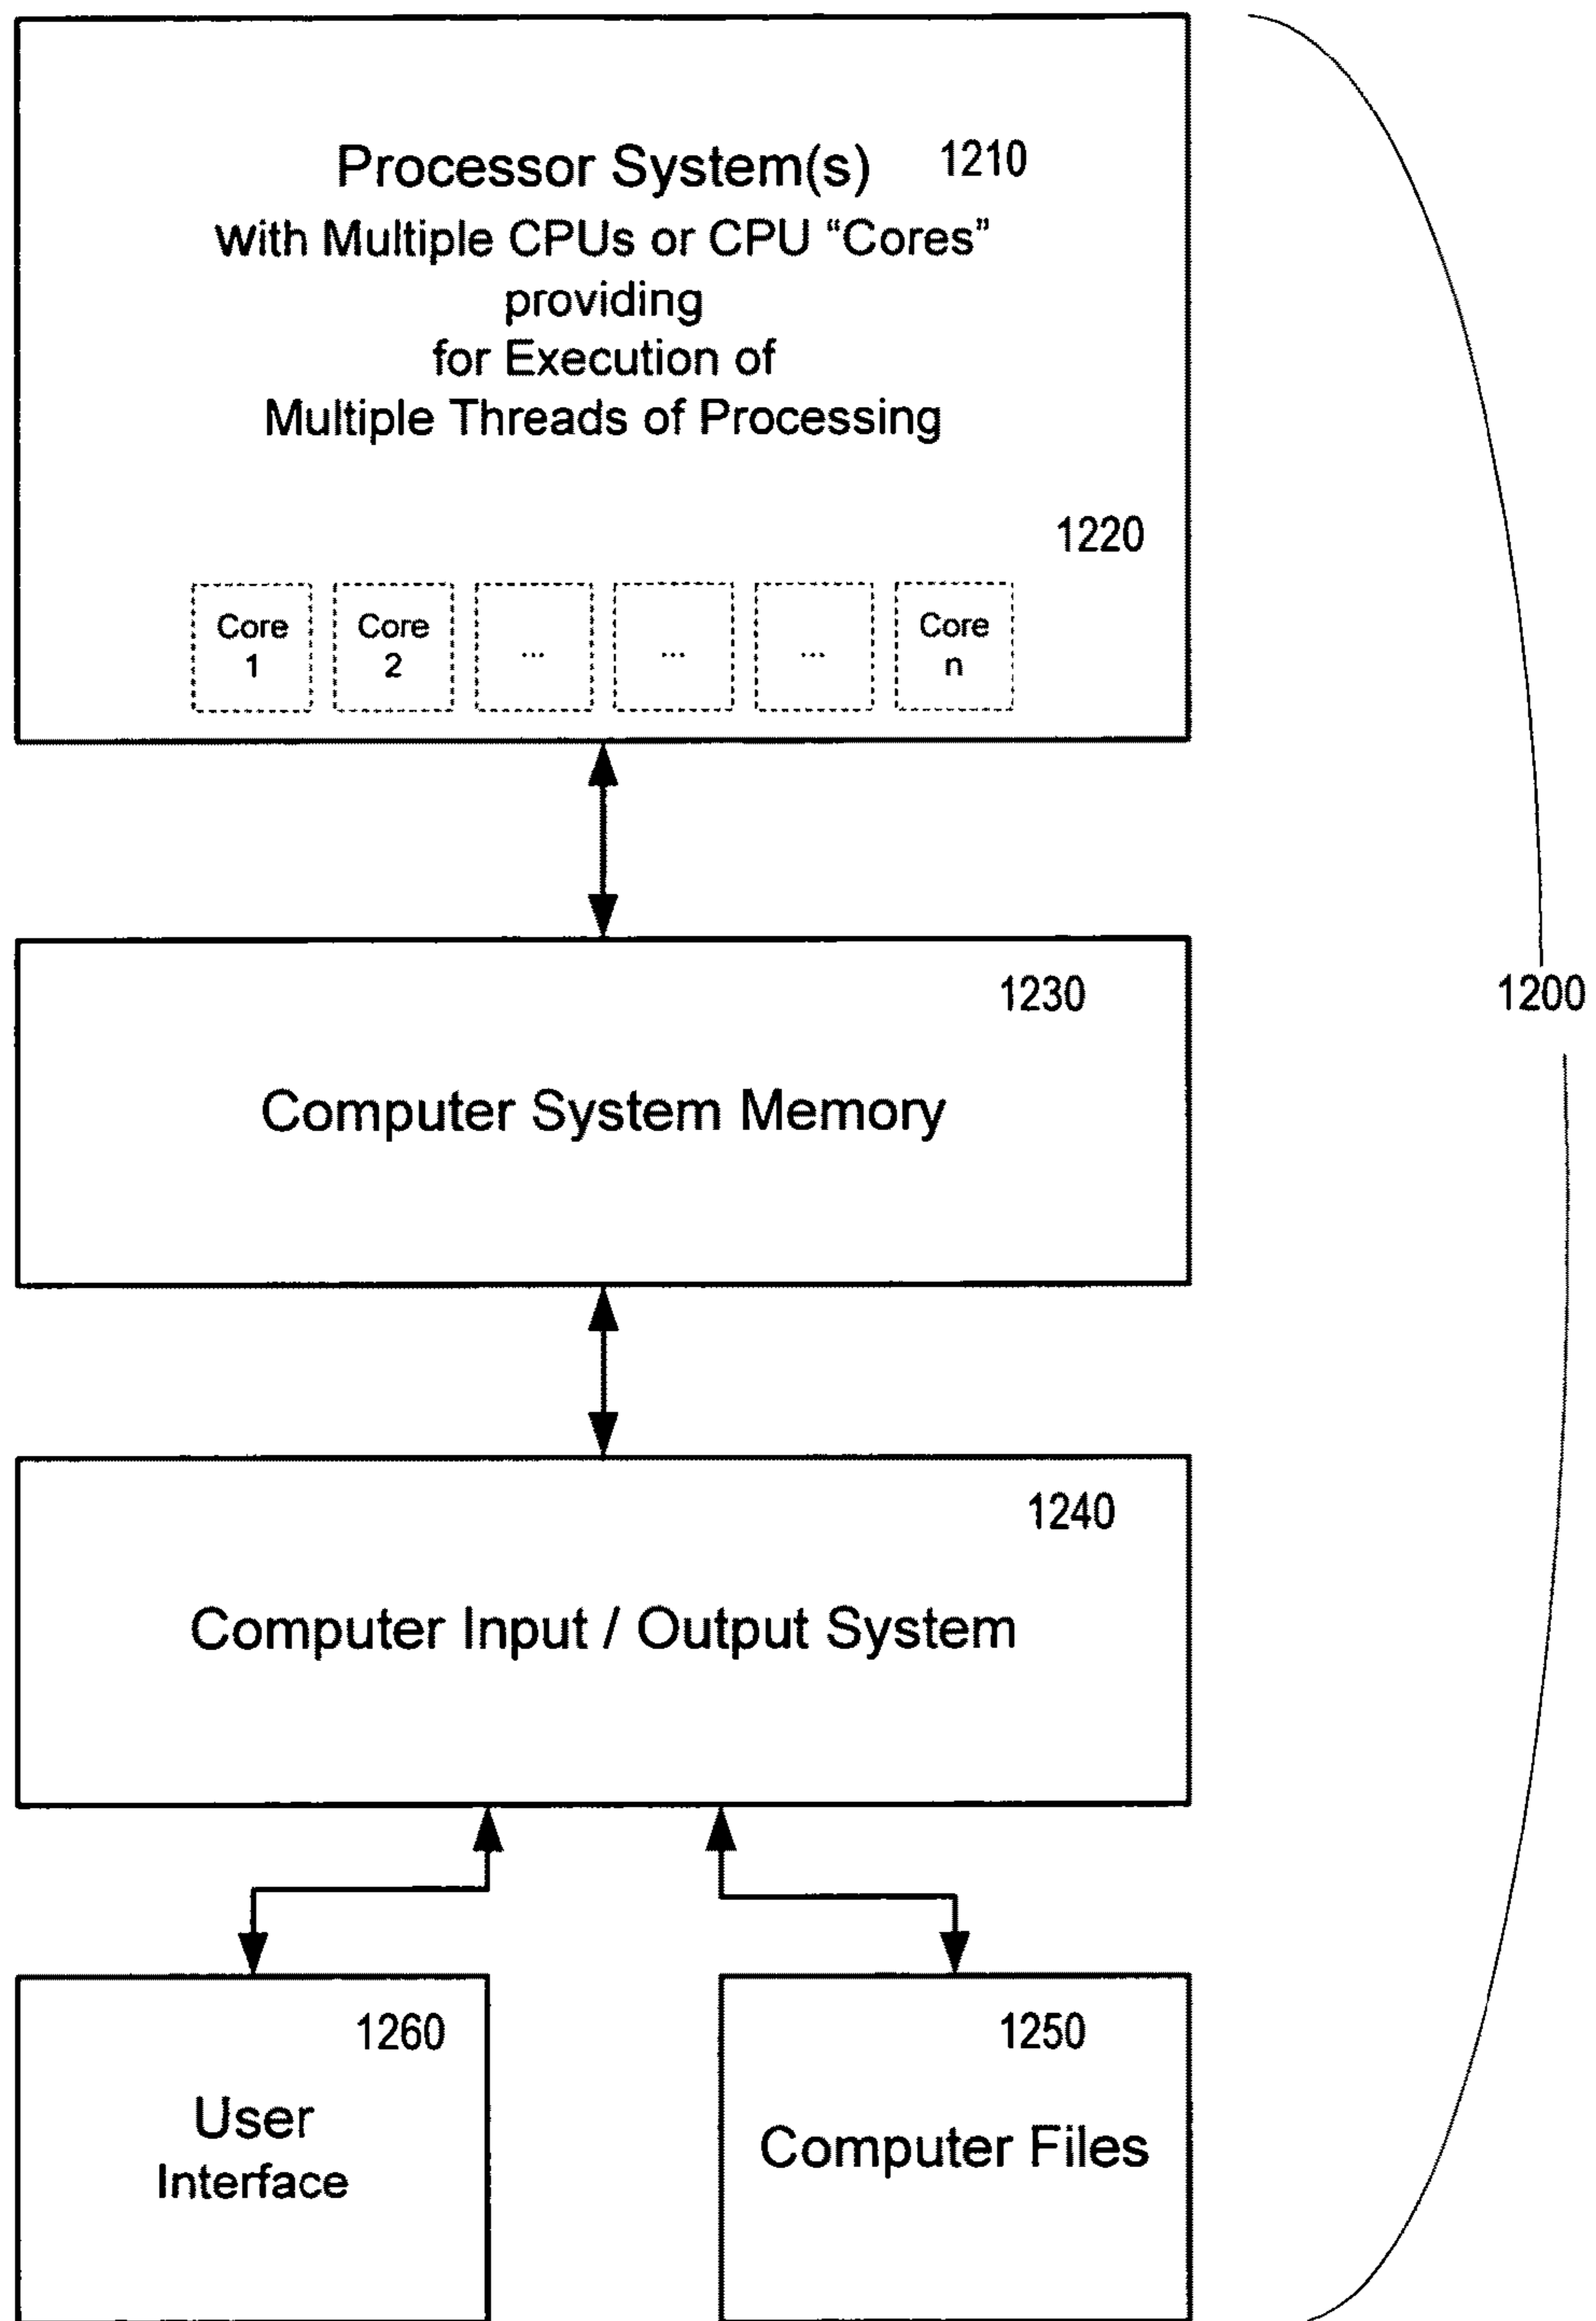 Processor System(s) 1210
With Multiple CPUs or CPU “Cores”
providing
for Execution of
Multiple Threads of Processing
1220
Core
1
Core
2
...
...
...
Core
n
1230
1200
Computer System Memory
1240
Computer Input / Output System
1260
User
Interface
1250
Computer Files